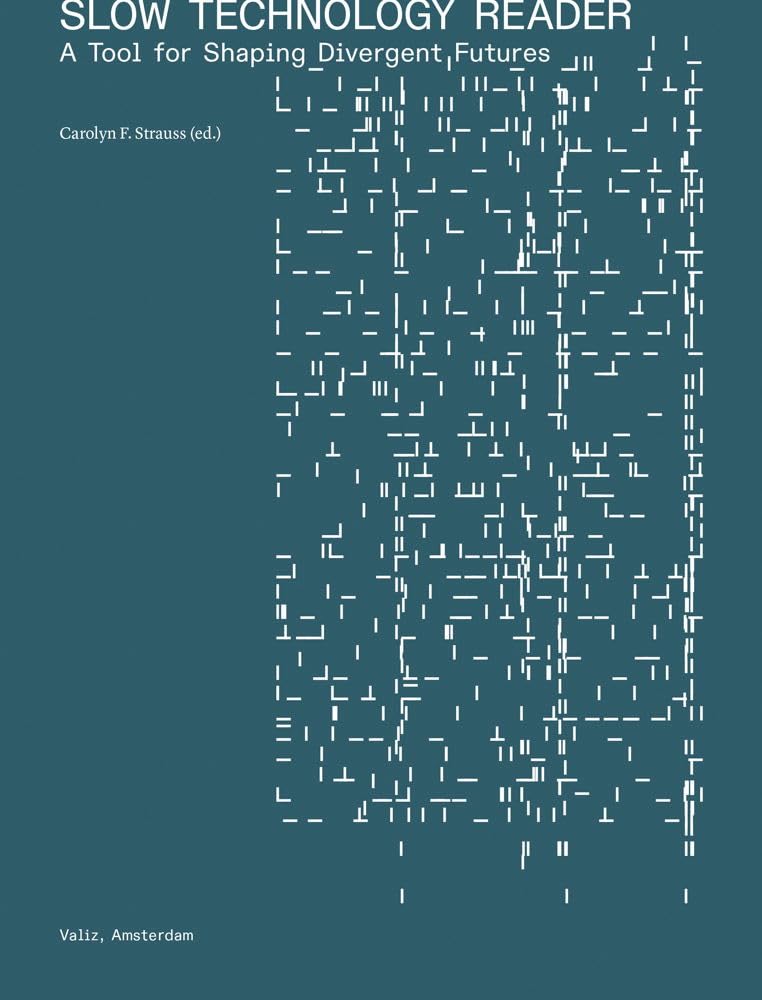 SLOW TECHNOLOGY READER
A Tool for Shaping Divergent Futures
Carolyn F. Strauss (ed.)
Valiz, Amsterdam